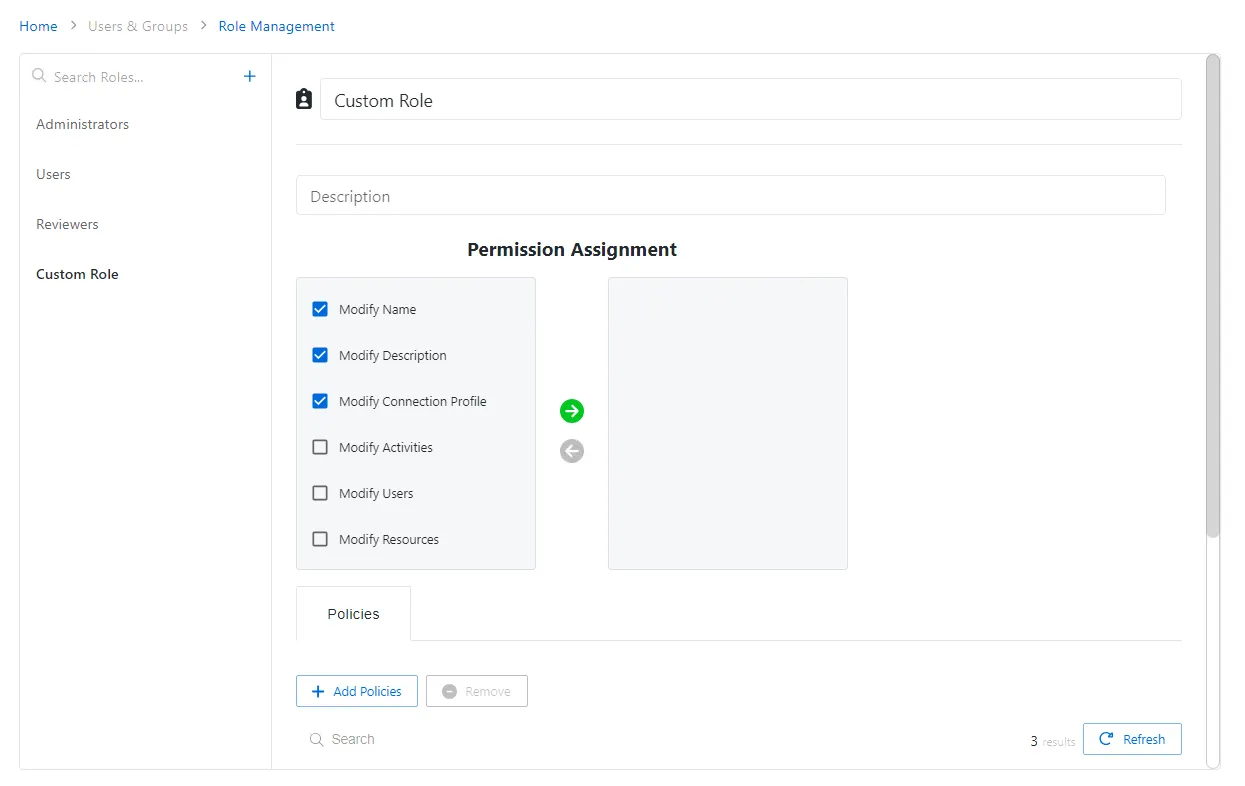 Home > Users & Groups > Role Management
Search Roles...
Administrators
Users
Reviewers
Custom Role
Custom Role
Description
Permission Assignment
Modify Name
Modify Description
Modify Connection Profile
Modify Activities
Modify Users
Modify Resources
Policies
Add Policies
Remove
Search
3 results
Refresh